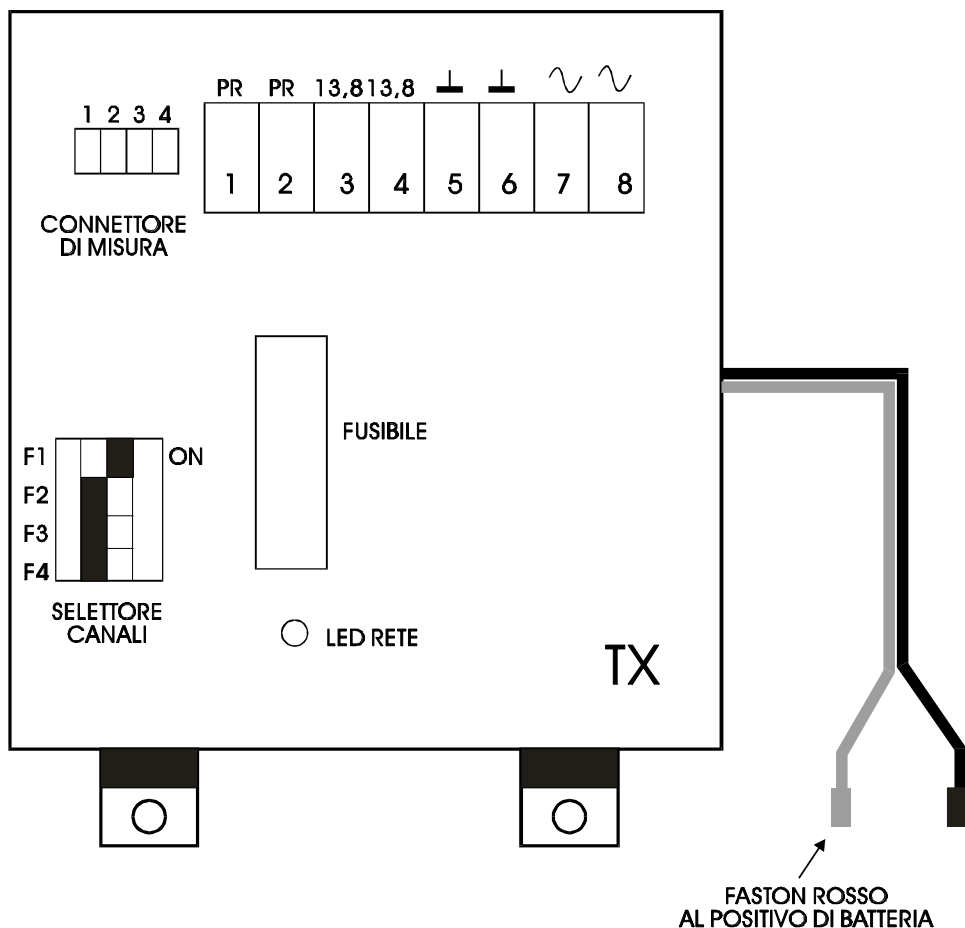 PR PR 13,8 13,8
1 2 3 4
1 2 3 4 5 6 7 8
CONNETTORE
DI MISURA
FUSIBILE
F1 ON
F2
F3
F4
SELETTORE
CANALI
LED RETE
TX
FASTON ROSSO
AL POSITIVO DI BATTERIA